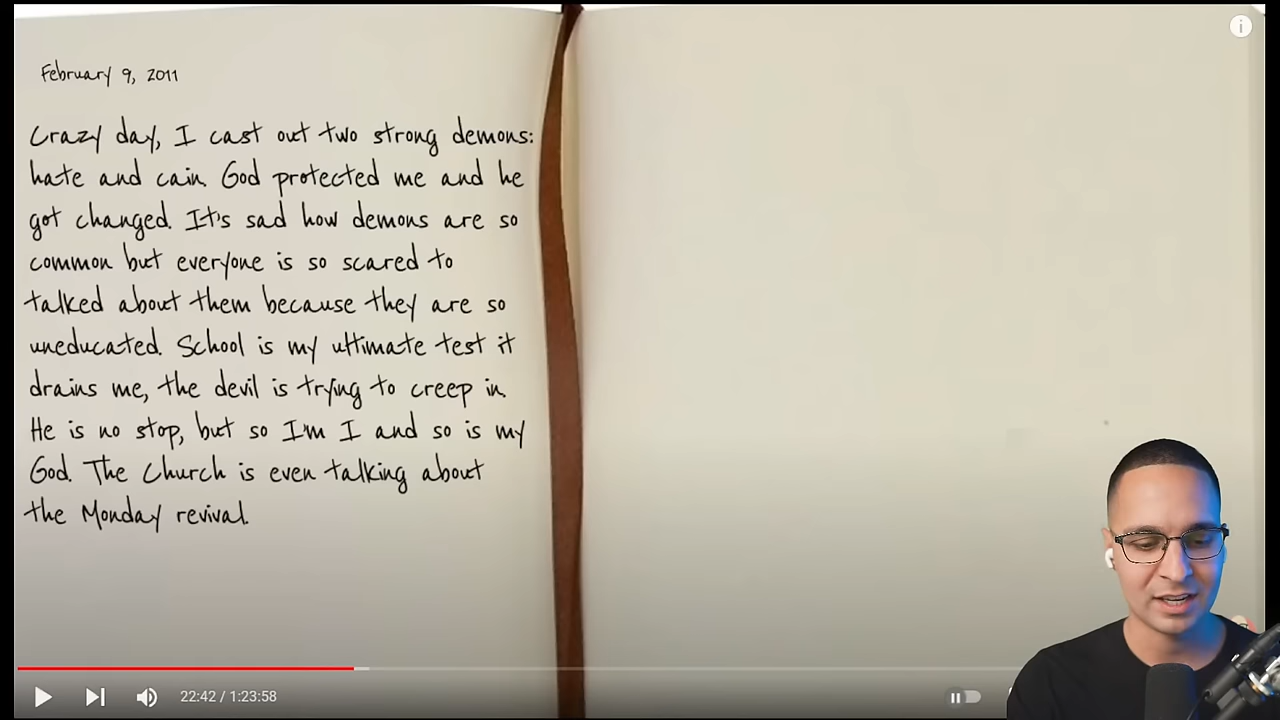 February 9, 2011
Crazy day, I cast out two strong demons:
hate and cain. God protected me and he
got changed. It's sad how demons are so
common but everyone is so scared to
talked about them because they are so
uneducated. School is my ultimate test it
drains me, the devil is trying to creep in.
He is no stop, but so I'm I and so is my
God. The Church is even talking about
the Monday revival.
22:42 / 1:23:58